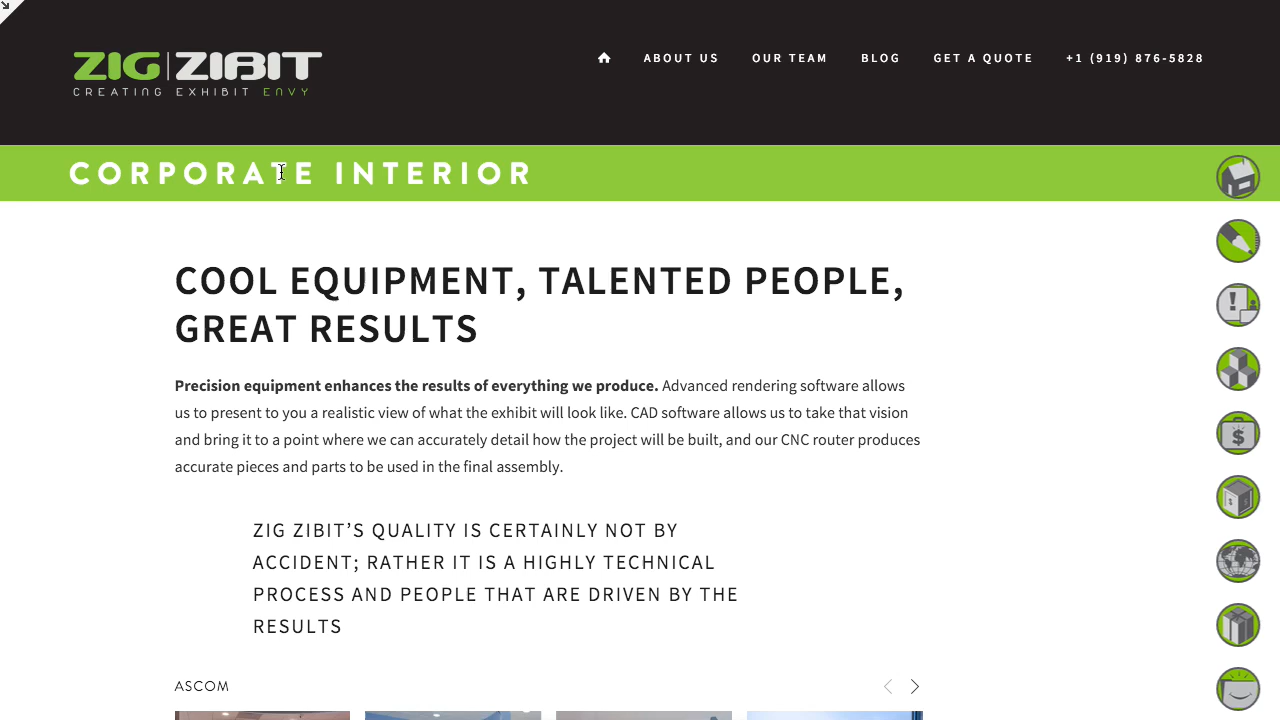 ZIG|ZIBIT
CREATING EXHIBIT ENVY
ABOUT US OUR TEAM BLOG GET A QUOTE +1 (919) 876-5828
CORPORATE INTERIOR
COOL EQUIPMENT, TALENTED PEOPLE,
GREAT RESULTS
Precision equipment enhances the results of everything we produce. Advanced rendering software allows
us to present to you a realistic view of what the exhibit will look like. CAD software allows us to take that vision
and bring it to a point where we can accurately detail how the project will be built, and our CNC router produces
accurate pieces and parts to be used in the final assembly.
ZIG ZIBIT’S QUALITY IS CERTAINLY NOT BY
ACCIDENT; RATHER IT IS A HIGHLY TECHNICAL
PROCESS AND PEOPLE THAT ARE DRIVEN BY THE
RESULTS
ASCOM